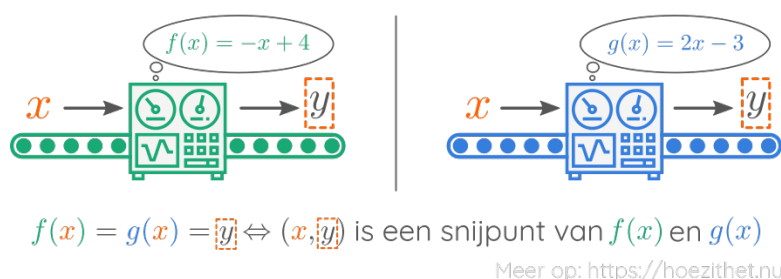 f(x) = −x + 4
g(x) = 2x − 3
x y
x y
f(x) = g(x) = y ⇔ (x,y) is een snijpunt van f(x) en g(x)
Meer op: https://hoezithet.nu